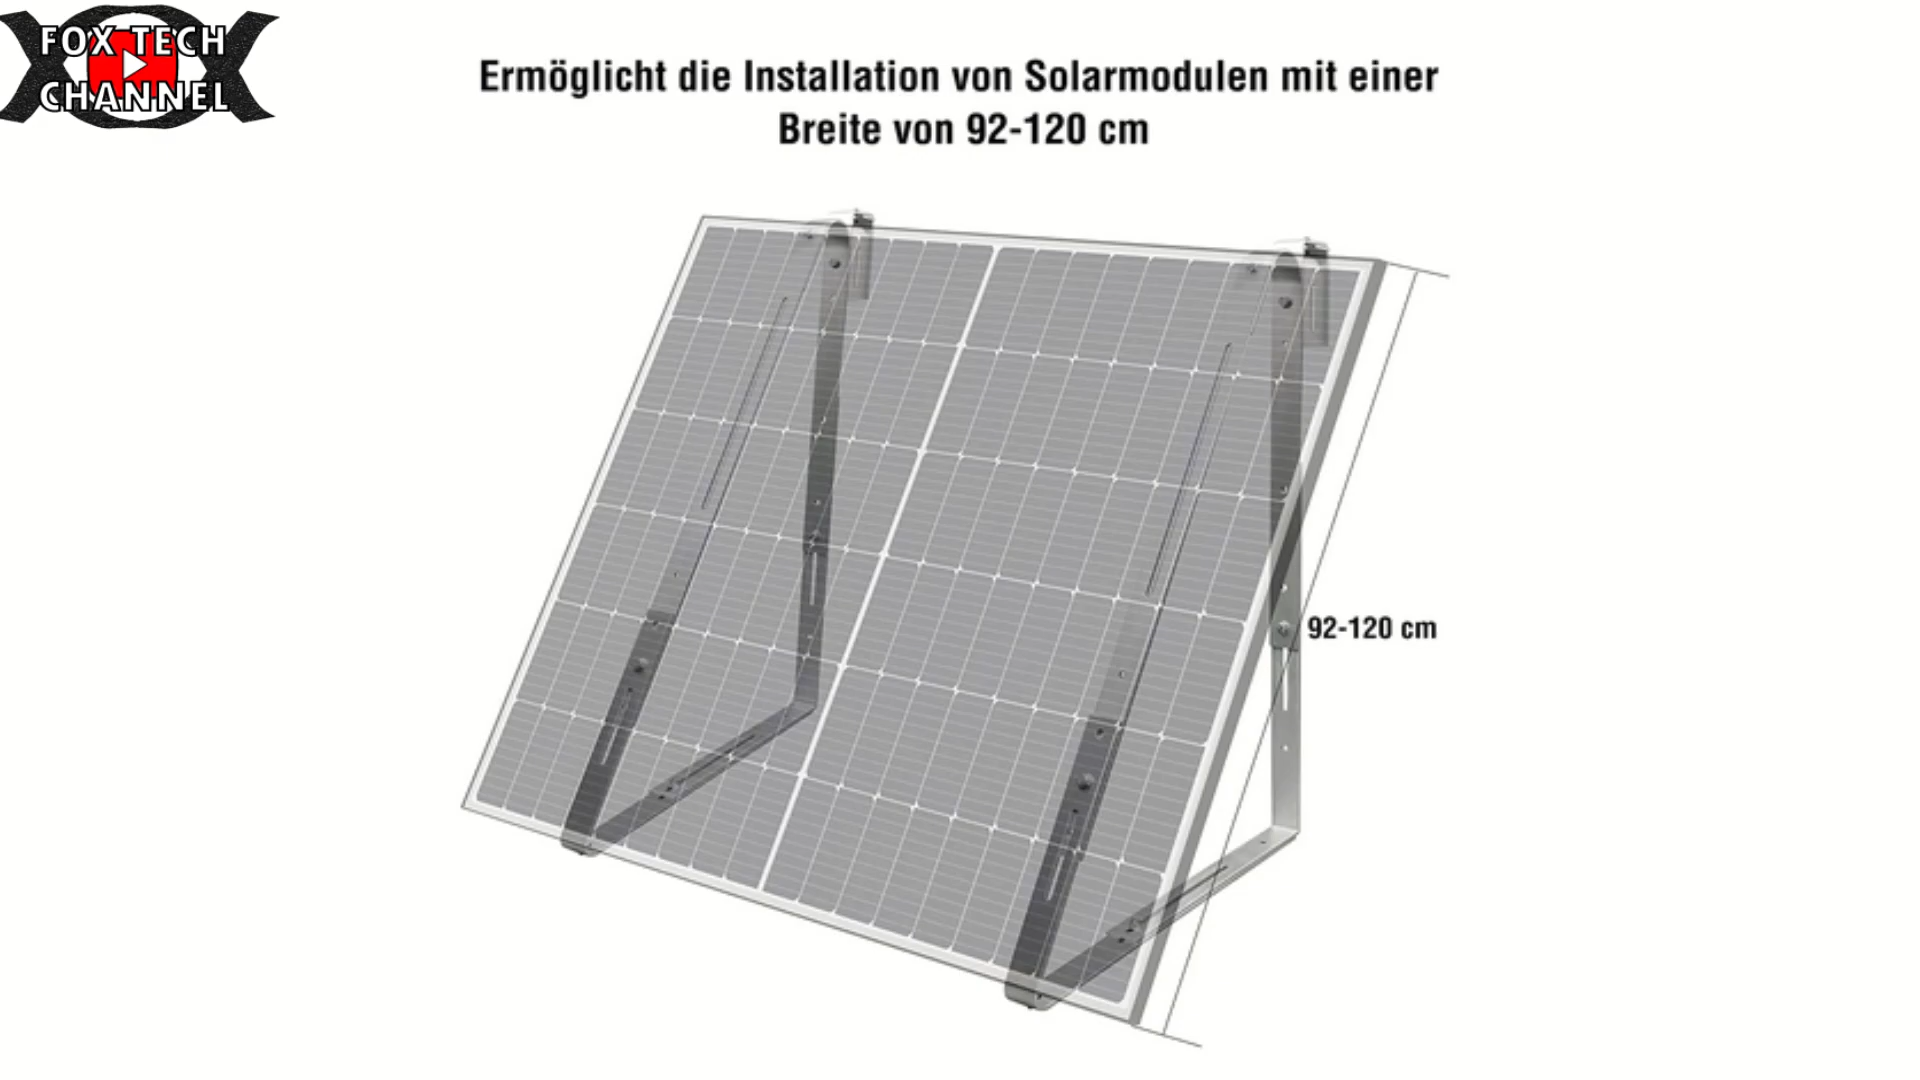 FOX TECH
CHANNEL
Ermöglicht die Installation von Solarmodulen mit einer
Breite von 92-120 cm
92-120 cm